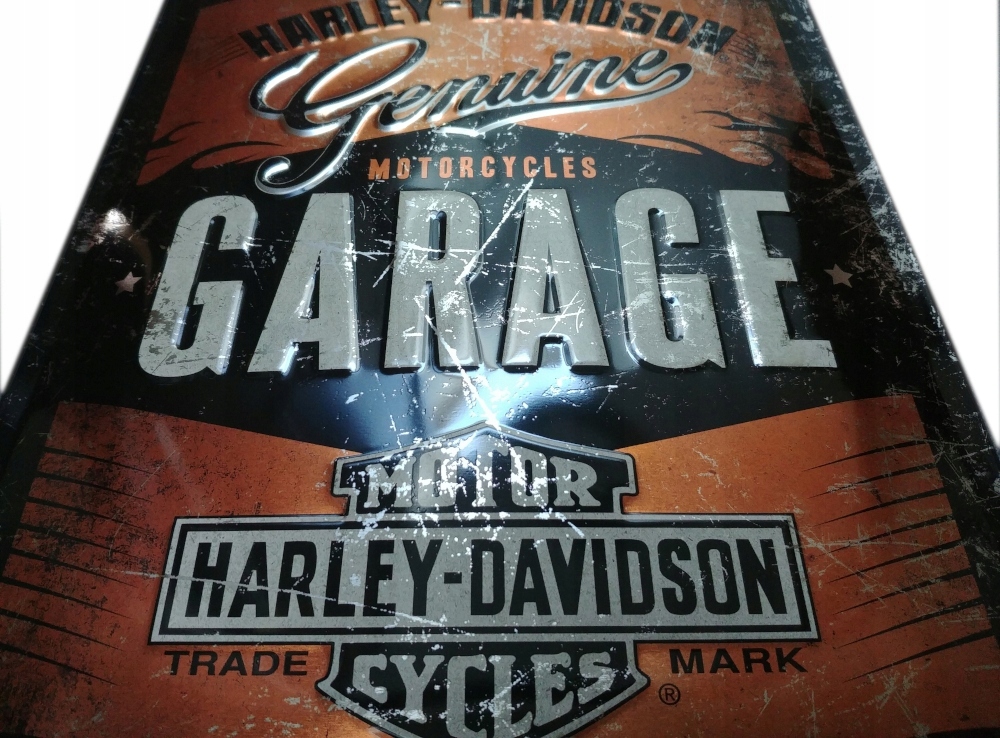 HARLEY-DAVIDSON
Genuine
MOTORCYCLES
GARAGE
MOTOR
HARLEY-DAVIDSON
CYCLES
TRADE MARK
®